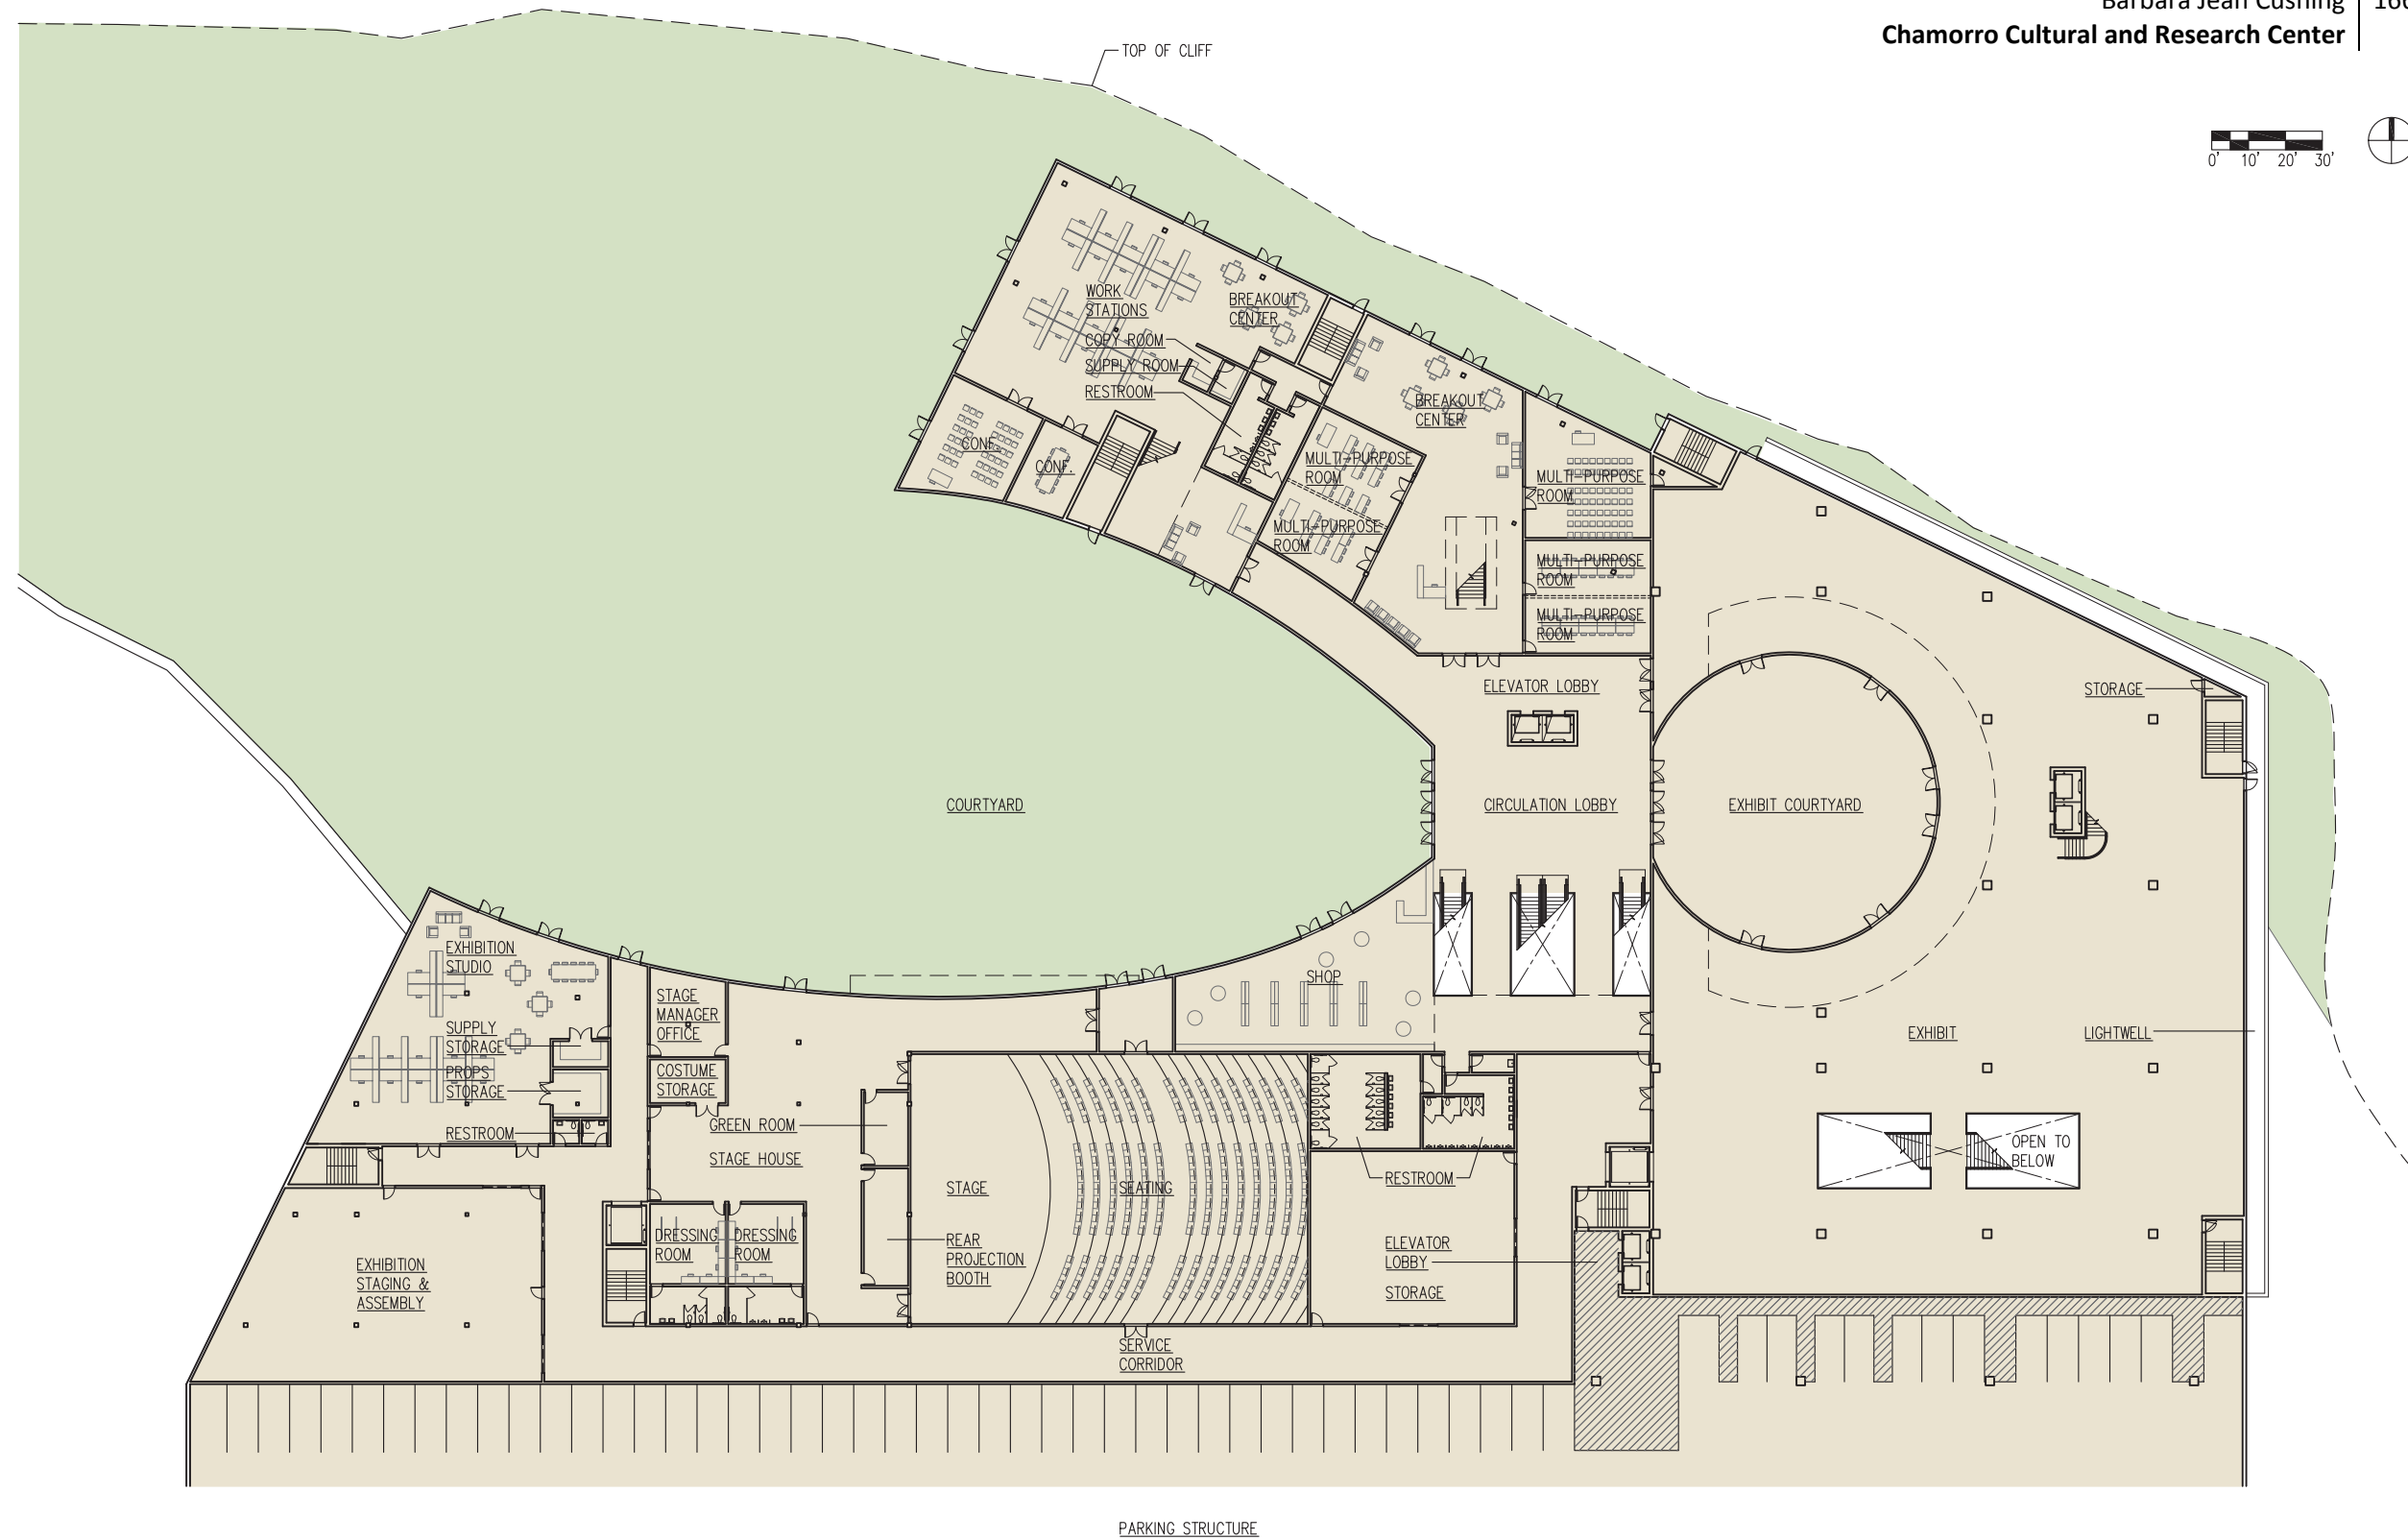 Barbara Jean Cushing
Chamorro Cultural and Research Center
TOP OF CLIFF
0' 10' 20' 30'
WORK
STATIONS
BREAKOUT
CENTER
COPY ROOM
SUPPLY ROOM
RESTROOM
BREAKOUT
CENTER
CONF.
CONF.
MULTI-PURPOSE
ROOM
MULTI-PURPOSE
ROOM
MULTI-PURPOSE
ROOM
MULTI-PURPOSE
ROOM
MULTI-PURPOSE
ROOM
ELEVATOR LOBBY
STORAGE
COURTYARD
CIRCULATION LOBBY
EXHIBIT COURTYARD
EXHIBITION
STUDIO
SHOP
STAGE
MANAGER
OFFICE
SUPPLY
STORAGE
EXHIBIT
LIGHTWELL
PROPS
STORAGE
COSTUME
STORAGE
RESTROOM
GREEN ROOM
STAGE HOUSE
OPEN TO
BELOW
STAGE
SEATING
RESTROOM
DRESSING
ROOM
DRESSING
ROOM
REAR
PROJECTION
BOOTH
ELEVATOR
LOBBY
STORAGE
EXHIBITION
STAGING &
ASSEMBLY
SERVICE
CORRIDOR
PARKING STRUCTURE